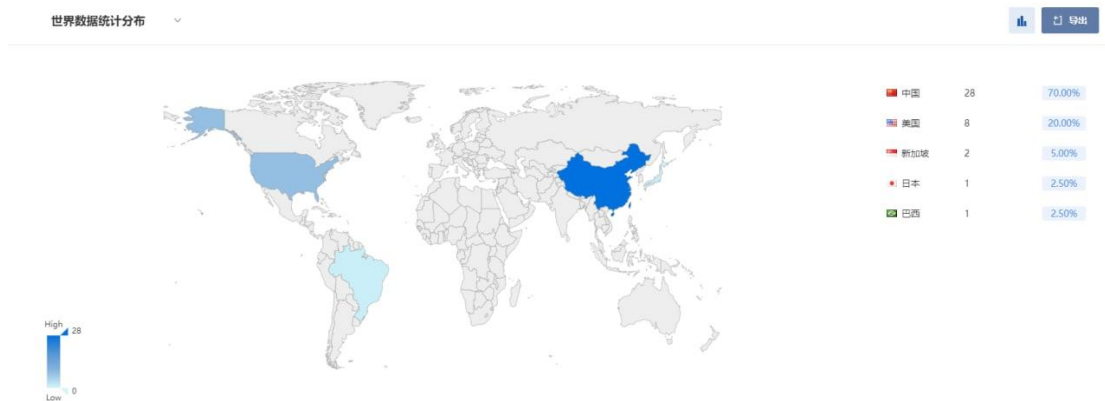 世界数据统计分布
导出
中国 28 70.00%
美国 8 20.00%
新加坡 2 5.00%
日本 1 2.50%
巴西 1 2.50%
High
28
0
Low